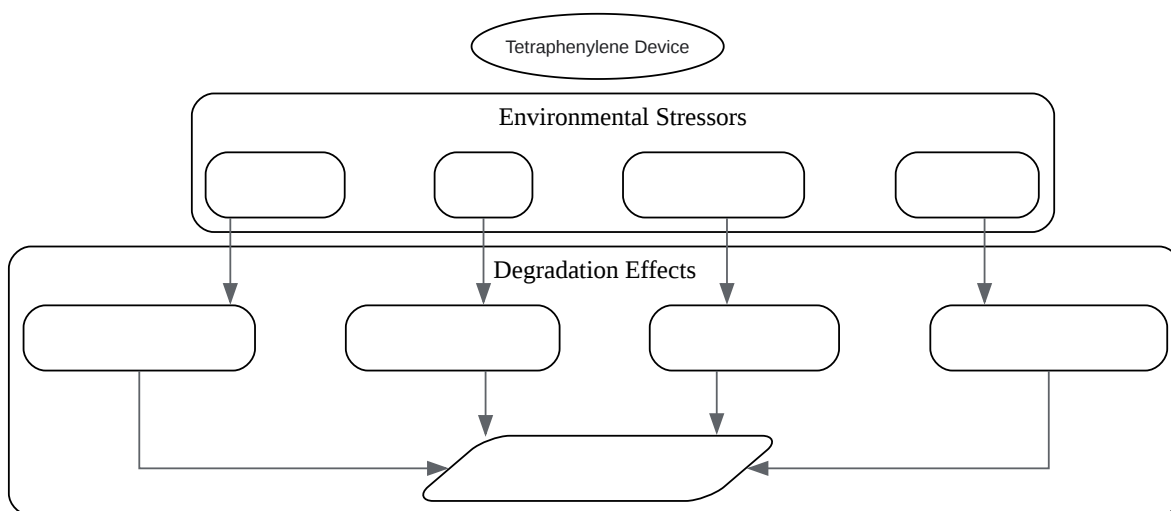 Tetraphenylene Device
Environmental Stressors
Degradation Effects